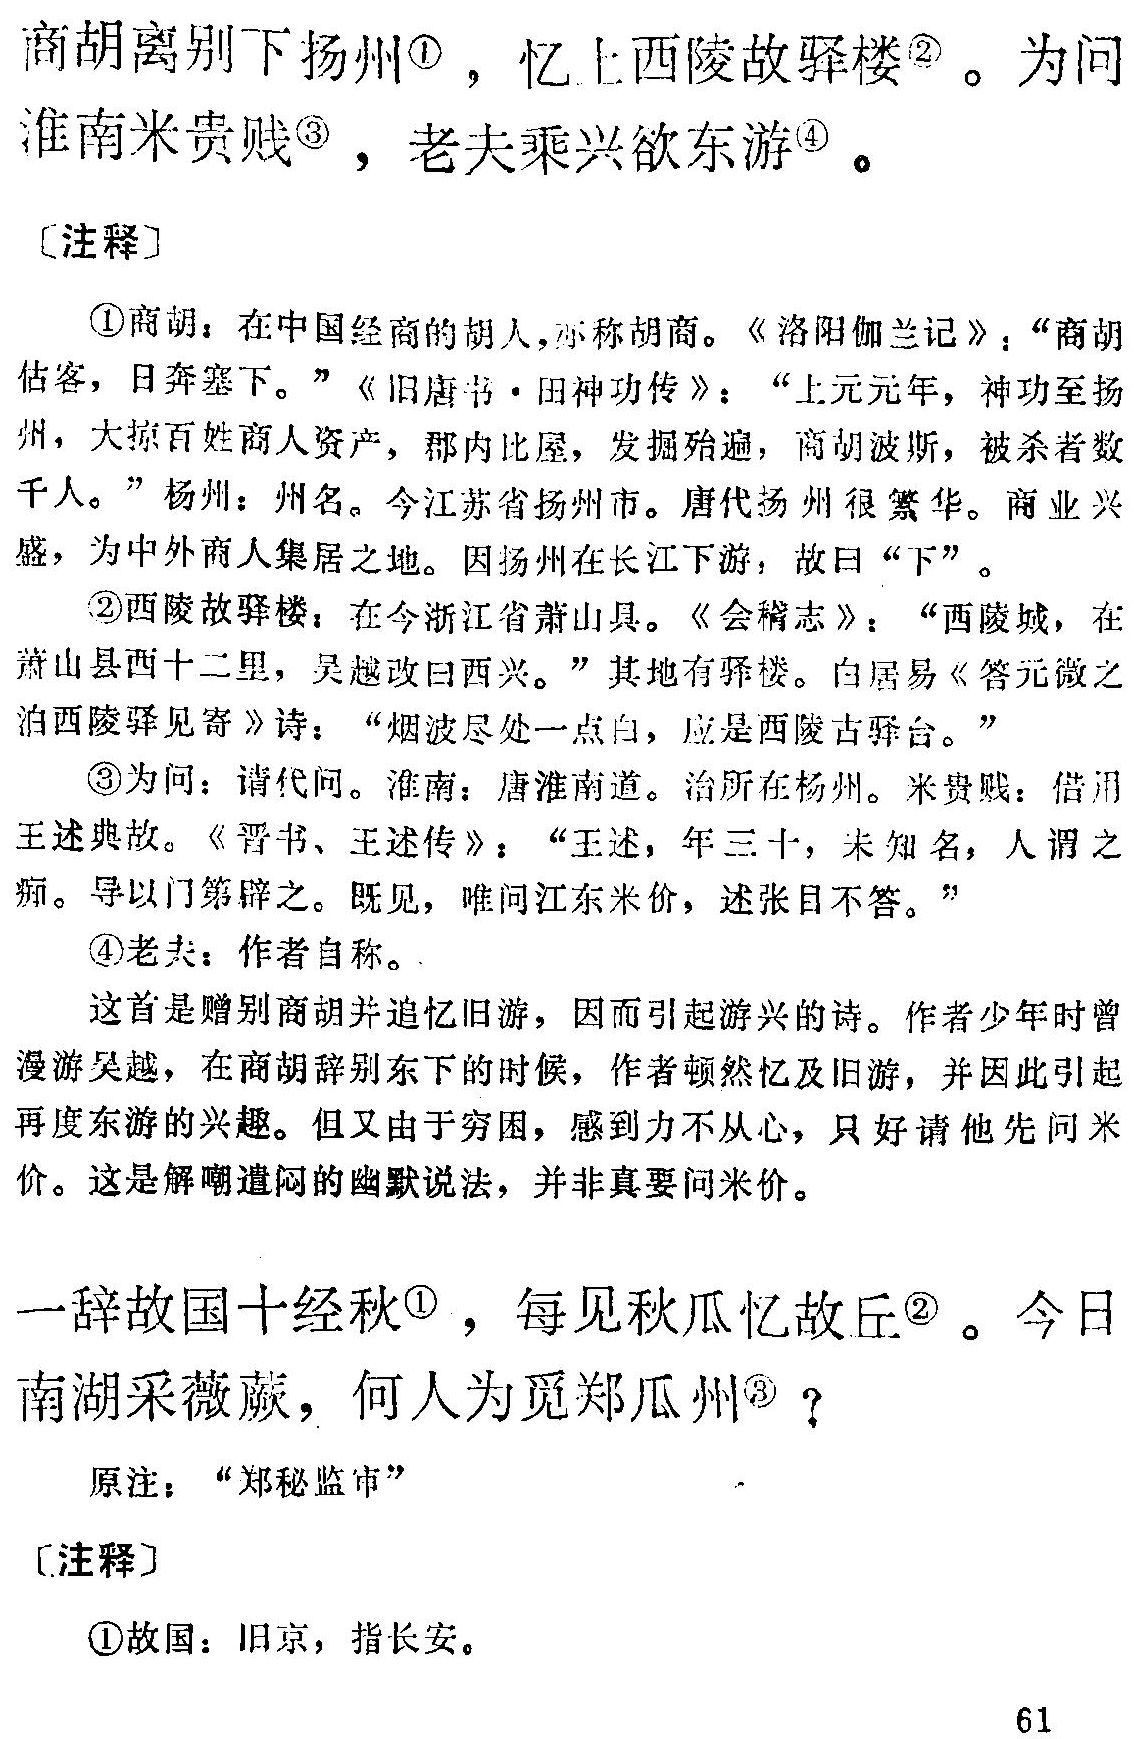 商胡离别下扬州①，忆上西陵故驿楼②。为问
淮南米贵贱③，老夫乘兴欲东游④。
〔注释〕
①商胡：在中国经商的胡人，亦称胡商。《洛阳伽兰记》：“商胡
估客，日奔塞下。”《旧唐书·田神功传》：“上元元年，神功至扬
州，大掠百姓商人资产，郡内比屋，发掘殆遍，商胡波斯，被杀者数
千人。”杨州：州名。今江苏省扬州市。唐代扬州很繁华。商业兴
盛，为中外商人集居之地。因扬州在长江下游，故曰“下”。
②西陵故驿楼：在今浙江省萧山具。《会稽志》：“西陵城，在
萧山县西十二里，吴越改曰西兴。”其地有驿楼。白居易《答元微之
泊西陵驿见寄》诗：“烟波尽处一点白，应是西陵古驿台。”
③为问：请代问。淮南：唐淮南道。治所在杨州。米贵贱：借用
王述典故。《晋书、王述传》：“王述，年三十，未知名，人谓之
痴。导以门第辟之。既见，唯问江东米价，述张目不答。”
④老夫：作者自称。
这首是赠别商胡并追忆旧游，因而引起游兴的诗。作者少年时曾
漫游吴越，在商胡辞别东下的时候，作者顿然忆及旧游，并因此引起
再度东游的兴趣。但又由于穷困，感到力不从心，只好请他先问米
价。这是解嘲遣闷的幽默说法，并非真要问米价。
一辞故国十经秋①，每见秋瓜忆故丘②。今日
南湖采薇蕨，何人为觅郑瓜州③？
原注：“郑秘监审”
〔注释〕
①故国：旧京，指长安。
61